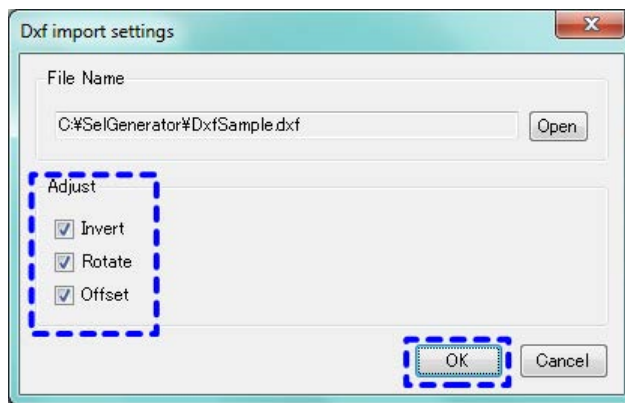 Dxf import settings
File Name
C:¥SelGenerator¥DxfSample.dxf
Open
Adjust
Invert
Rotate
Offset
OK
Cancel